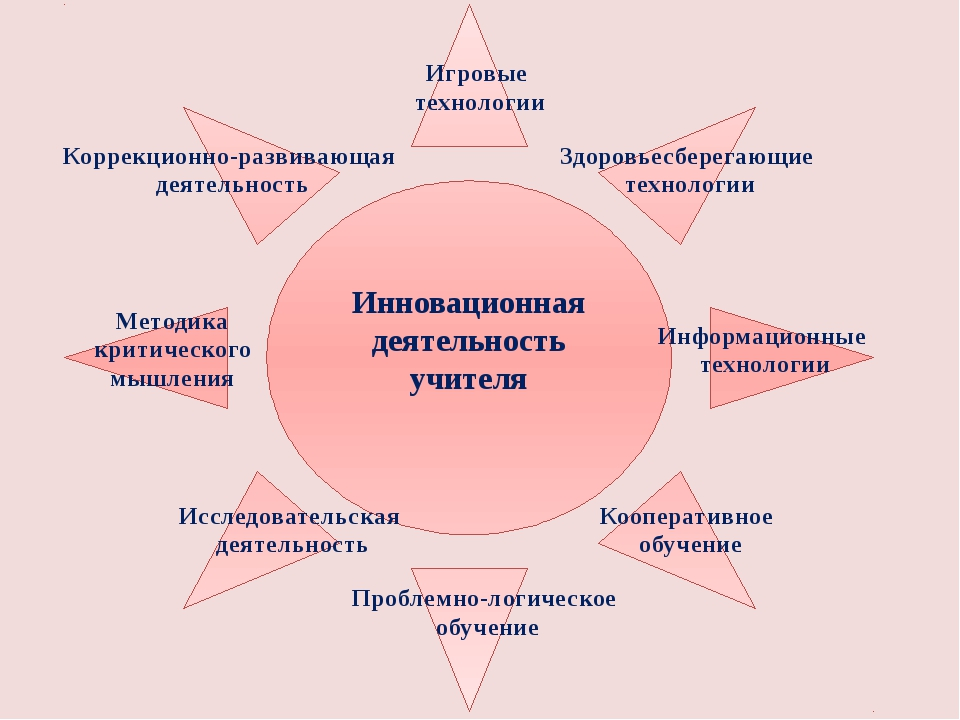 Игровые
технологии
Коррекционно-развивающая
деятельность
Здоровьесберегающие
технологии
Инновационная
деятельность
учителя
Методика
критического
мышления
Информационные
технологии
Исследовательская
деятельность
Кооперативное
обучение
Проблемно-логическое
обучение